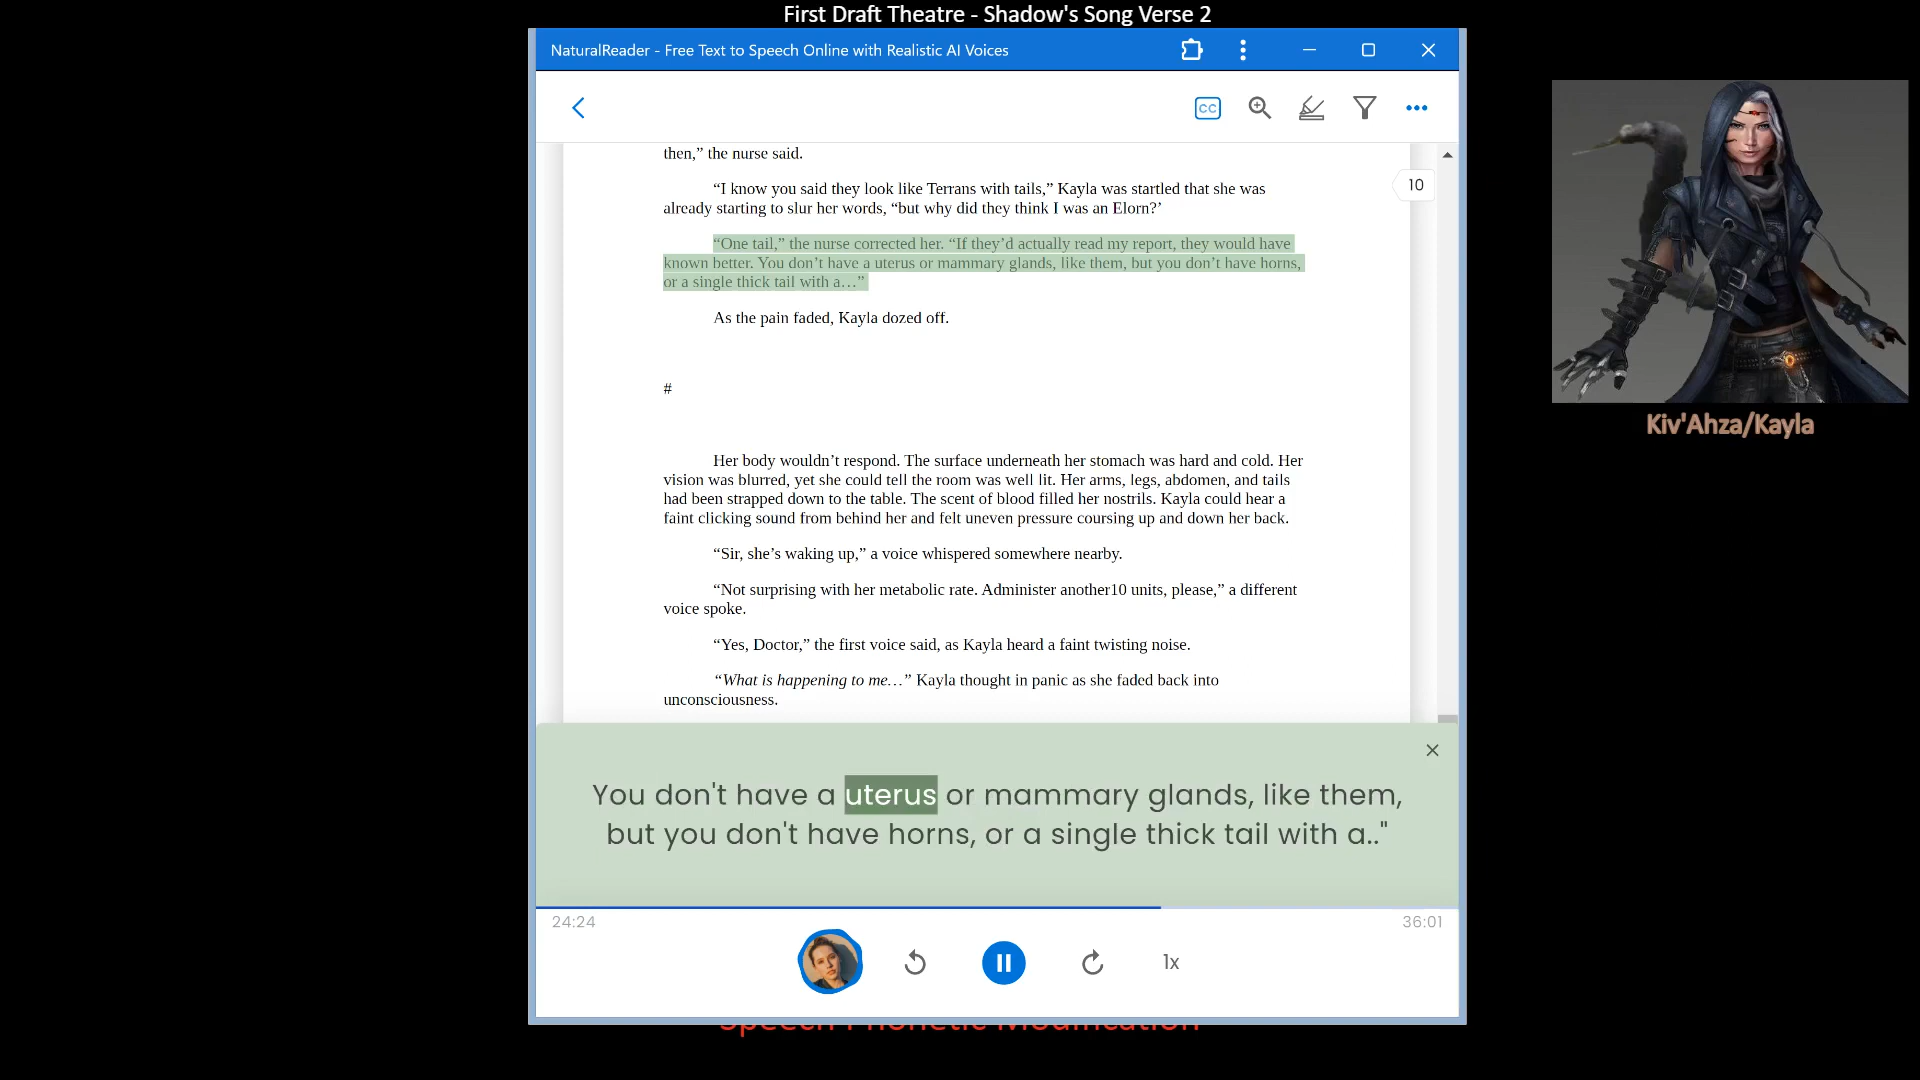 First Draft Theatre - Shadow's Song Verse 2
NaturalReader - Free Text to Speech Online with Realistic AI Voices
CC
then,” the nurse said.
10
“I know you said they look like Terrans with tails,” Kayla was startled that she was
already starting to slur her words, “but why did they think I was an Elorn?’
“One tail,” the nurse corrected her. “If they’d actually read my report, they would have
known better. You don’t have a uterus or mammary glands, like them, but you don’t have horns,
or a single thick tail with a…”
As the pain faded, Kayla dozed off.
#
Her body wouldn’t respond. The surface underneath her stomach was hard and cold. Her
vision was blurred, yet she could tell the room was well lit. Her arms, legs, abdomen, and tails
had been strapped down to the table. The scent of blood filled her nostrils. Kayla could hear a
faint clicking sound from behind her and felt uneven pressure coursing up and down her back.
“Sir, she’s waking up,” a voice whispered somewhere nearby.
“Not surprising with her metabolic rate. Administer another10 units, please,” a different
voice spoke.
“Yes, Doctor,” the first voice said, as Kayla heard a faint twisting noise.
“What is happening to me…” Kayla thought in panic as she faded back into
unconsciousness.
You don't have a uterus or mammary glands, like them,
but you don't have horns, or a single thick tail with a.."
24:24
36:01
1x
Speech Phonetic Modification
Kiv'Ahza/Kayla